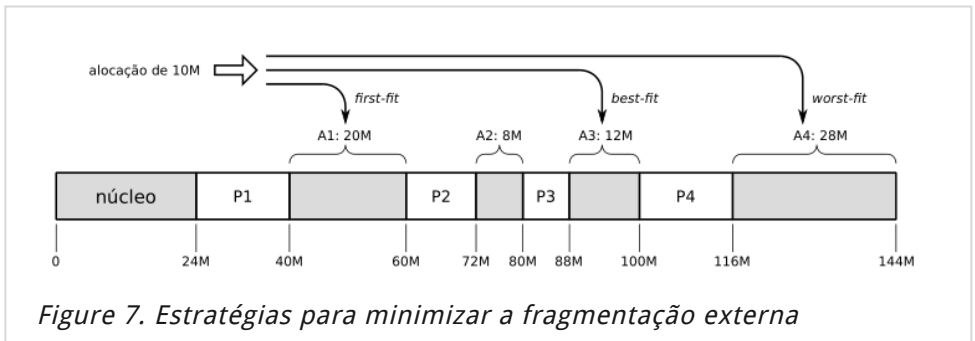 alocação de 10M
first-fit
best-fit
worst-fit
A1: 20M
A2: 8M
A3: 12M
A4: 28M
núcleo
P1
P2
P3
P4
0
24M
40M
60M
72M
80M
88M
100M
116M
144M
Figure 7. Estratégias para minimizar a fragmentação externa